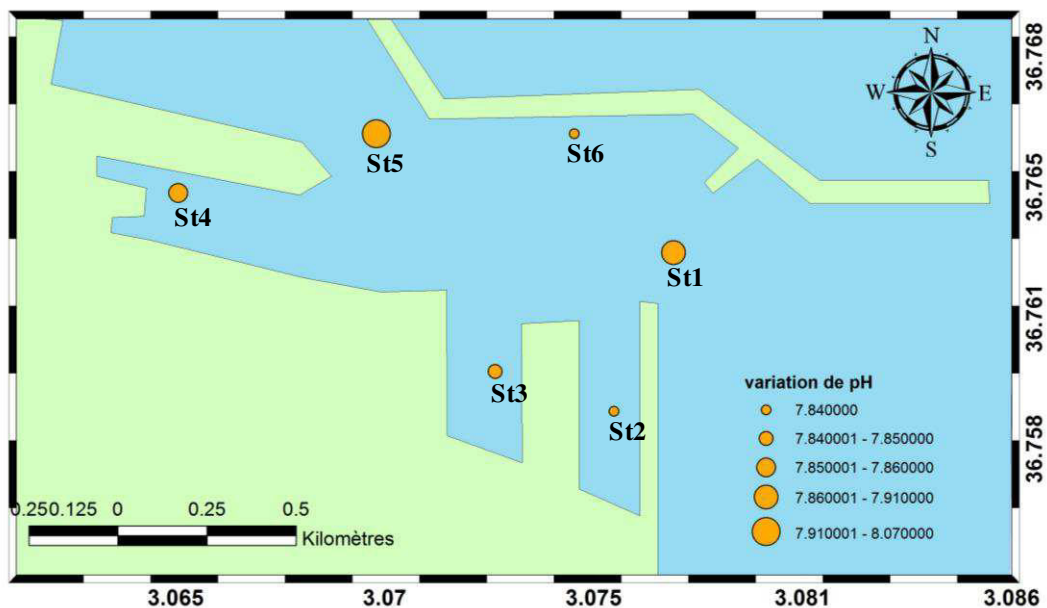 N
W E
S
St5
St6
St4
St1
St3
St2
variation de pH
7.840000
7.840001 - 7.850000
7.850001 - 7.860000
7.860001 - 7.910000
7.910001 - 8.070000
0.250.125 0 0.25 0.5
Kilomètres
36.768
36.765
36.761
36.758
3.065 3.07 3.075 3.081 3.086